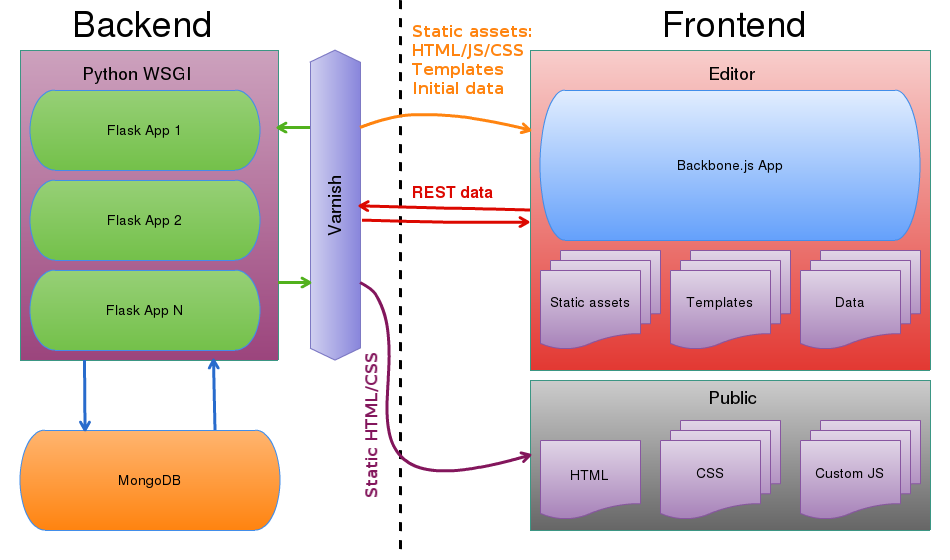 Backend
Frontend
Static assets:
HTML/JS/CSS
Templates
Initial data
Python WSGI
Flask App 1
Flask App 2
Flask App N
Varnish
REST data
Static HTML/CSS
MongoDB
Editor
Backbone.js App
Static assets
Templates
Data
Public
HTML
CSS
Custom JS